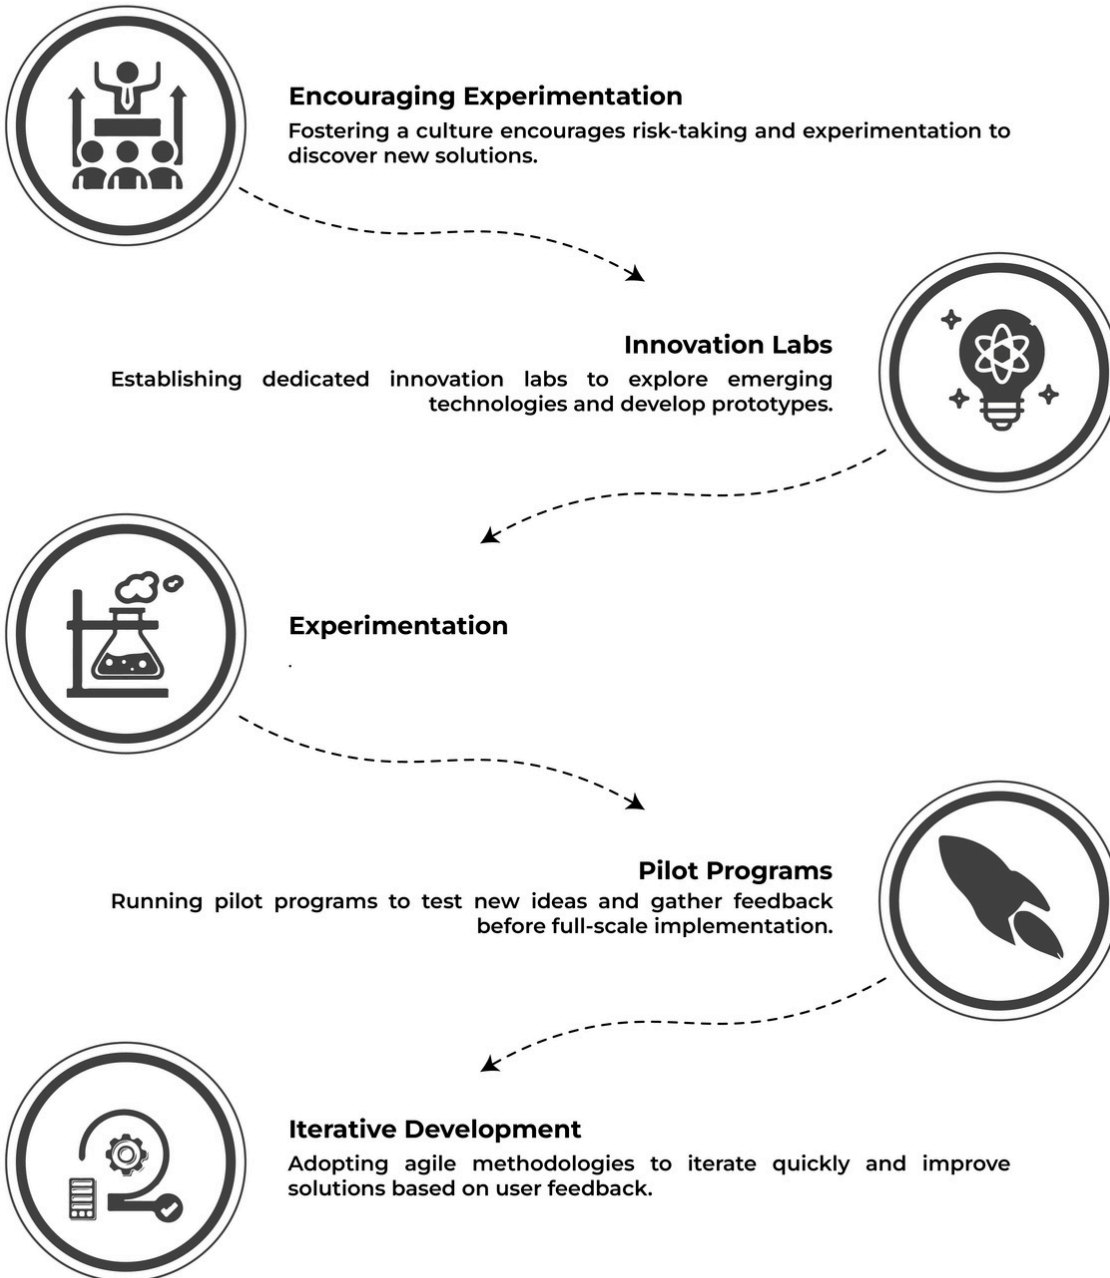 Encouraging Experimentation
Fostering a culture encourages risk-taking and experimentation to
discover new solutions.
Innovation Labs
Establishing dedicated innovation labs to explore emerging
technologies and develop prototypes.
Experimentation
.
Pilot Programs
Running pilot programs to test new ideas and gather feedback
before full-scale implementation.
Iterative Development
Adopting agile methodologies to iterate quickly and improve
solutions based on user feedback.